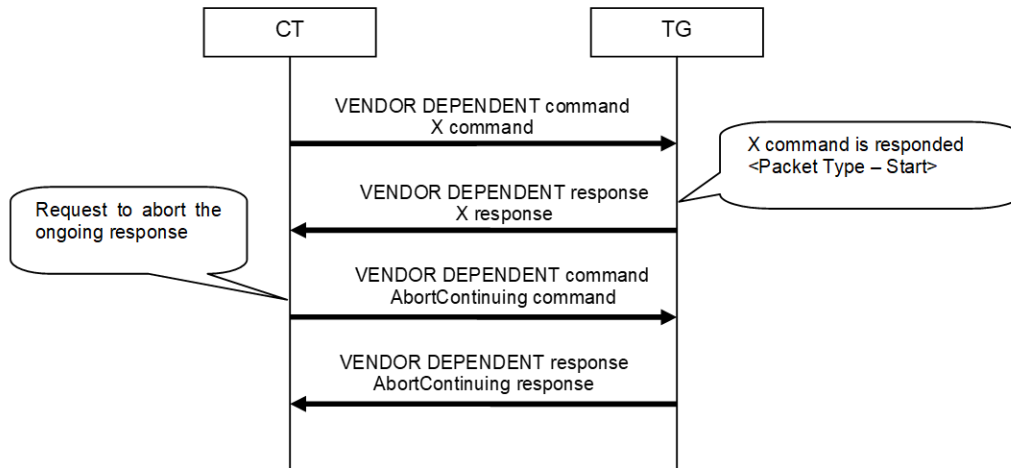 CT
TG
VENDOR DEPENDENT command
X command
X command is responded
<Packet Type – Start>
VENDOR DEPENDENT response
X response
Request to abort the
ongoing response
VENDOR DEPENDENT command
AbortContinuing command
VENDOR DEPENDENT response
AbortContinuing response